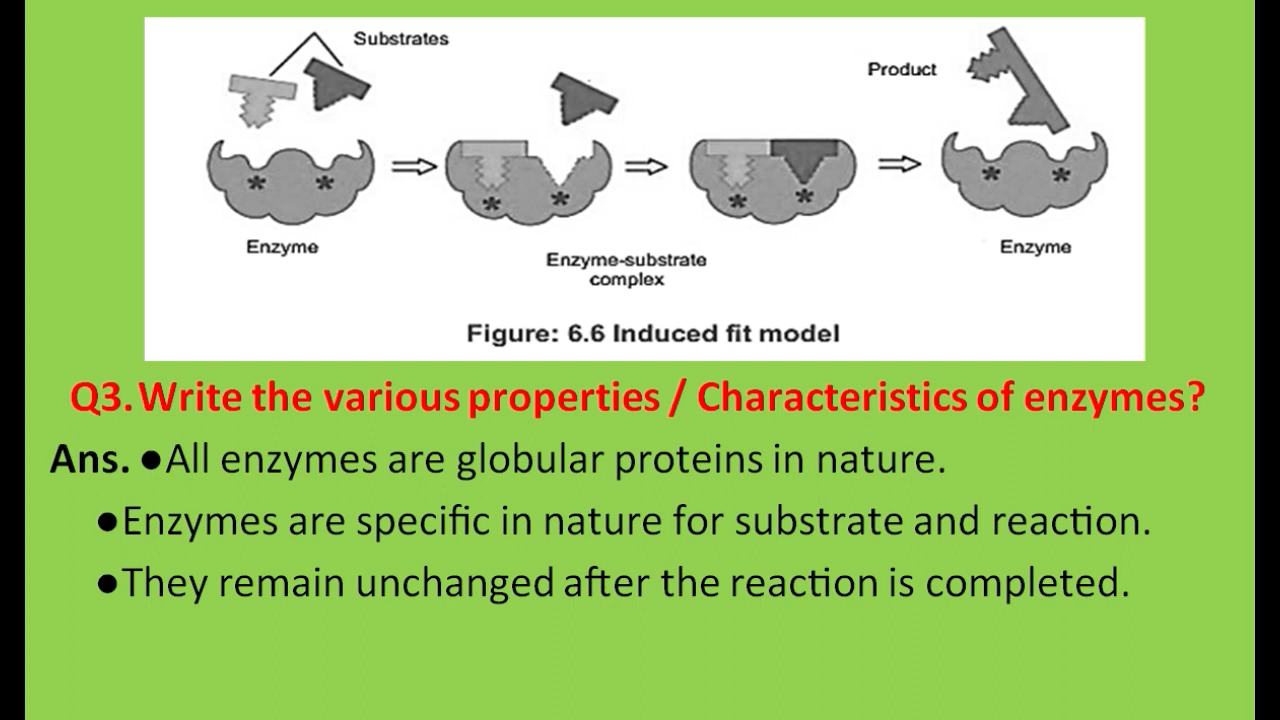 Substrates
Product
Enzyme
Enzyme-substrate
complex
Enzyme
Figure: 6.6 Induced fit model
Q3.Write the various properties / Characteristics of enzymes?
Ans. ●All enzymes are globular proteins in nature.
●Enzymes are specific in nature for substrate and reaction.
●They remain unchanged after the reaction is completed.